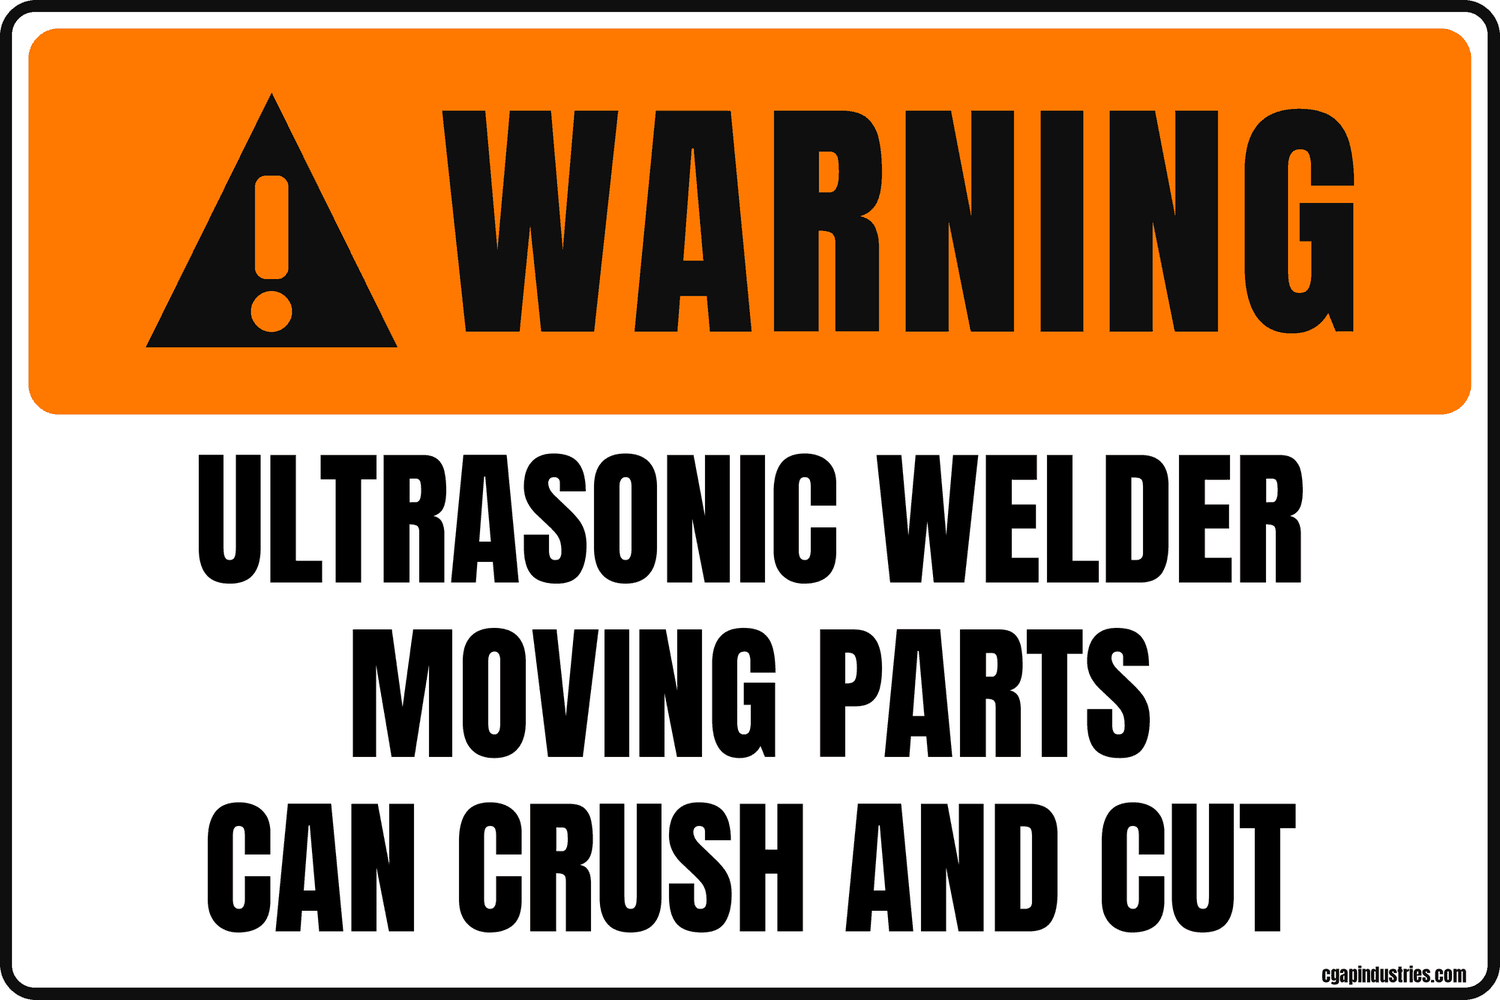 WARNING
ULTRASONIC WELDER
MOVING PARTS
CAN CRUSH AND CUT
cgapindustries.com